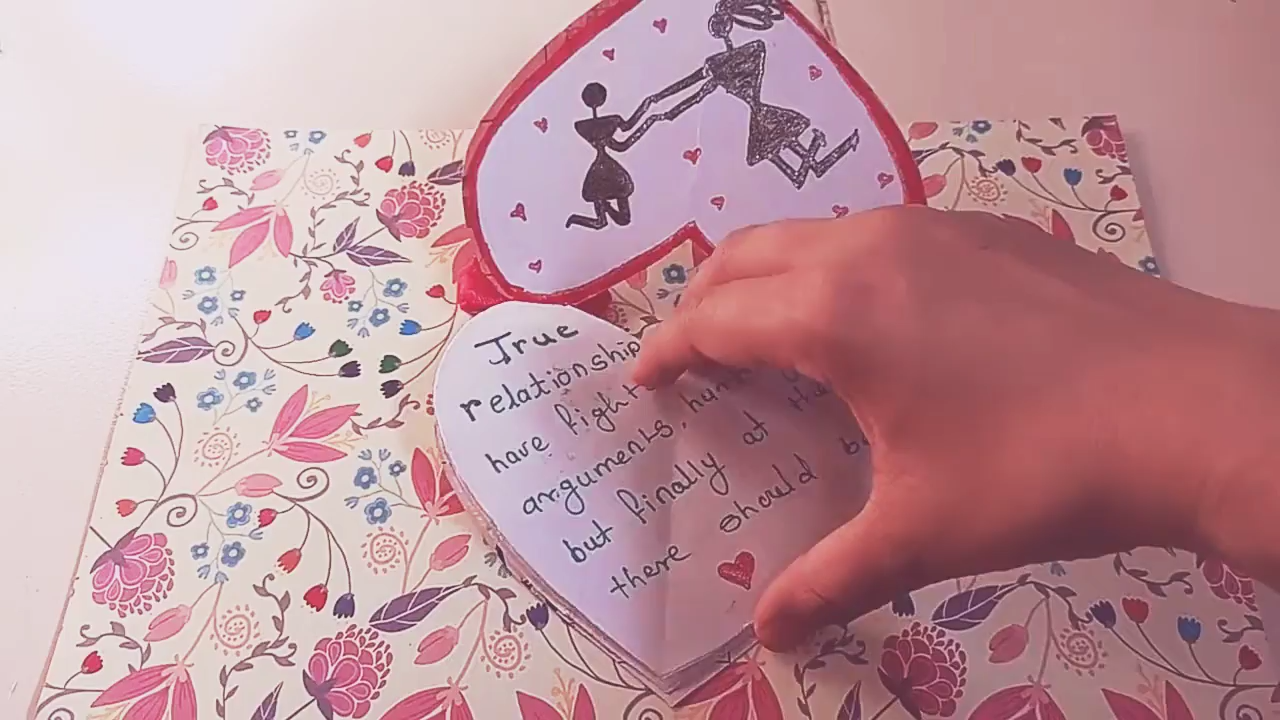 True
relationship
have fight
arguments,
but finally at
there should